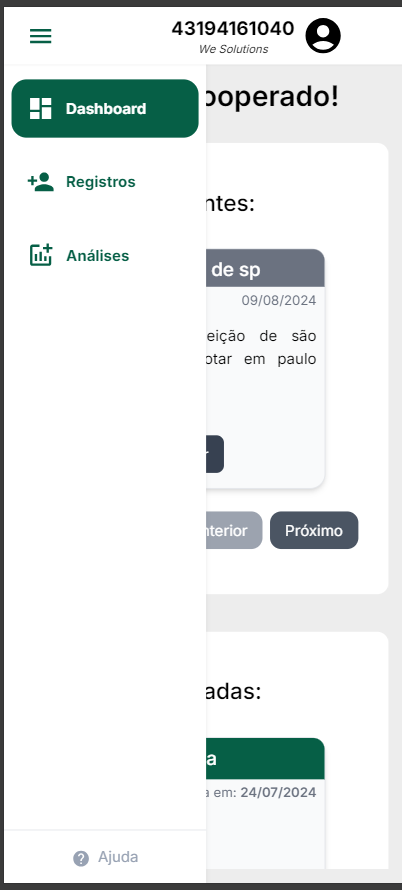 43194161040
We Solutions
Dashboard
Registros
Análises
ooperado!
ntes:
de sp
09/08/2024
eição de são
otar em paulo
nterior
Próximo
adas:
a
a em: 24/07/2024
Ajuda